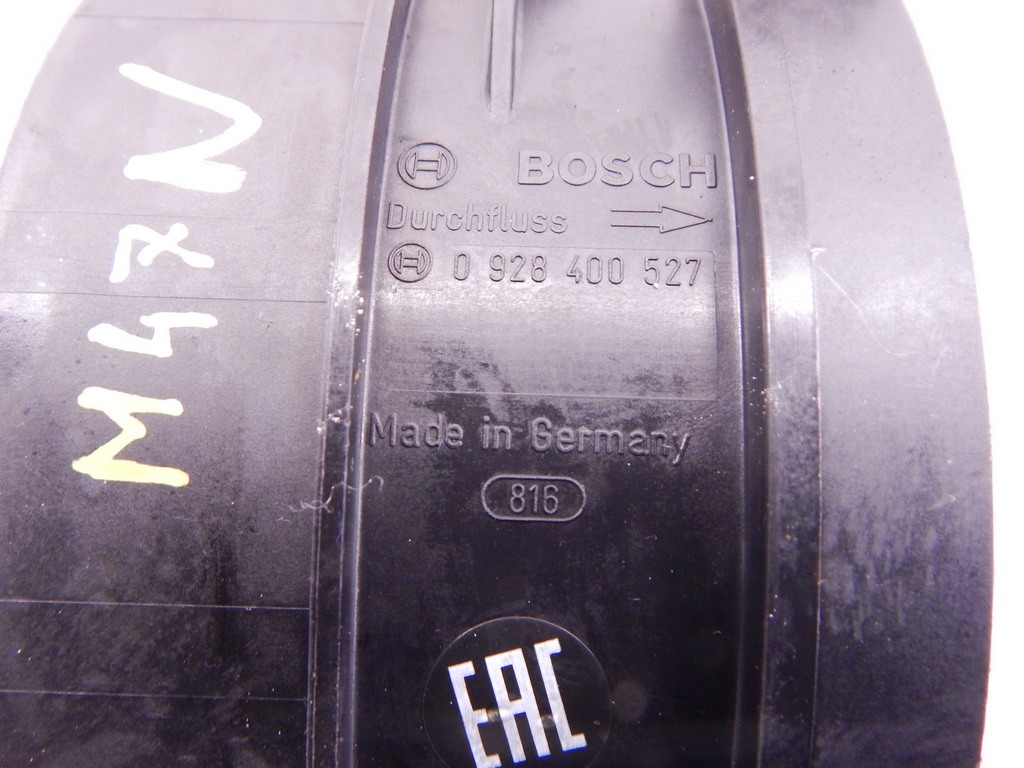 BOSCH
Durchfluss
0 928 400 527
Made in Germany
816
EAC
M47N